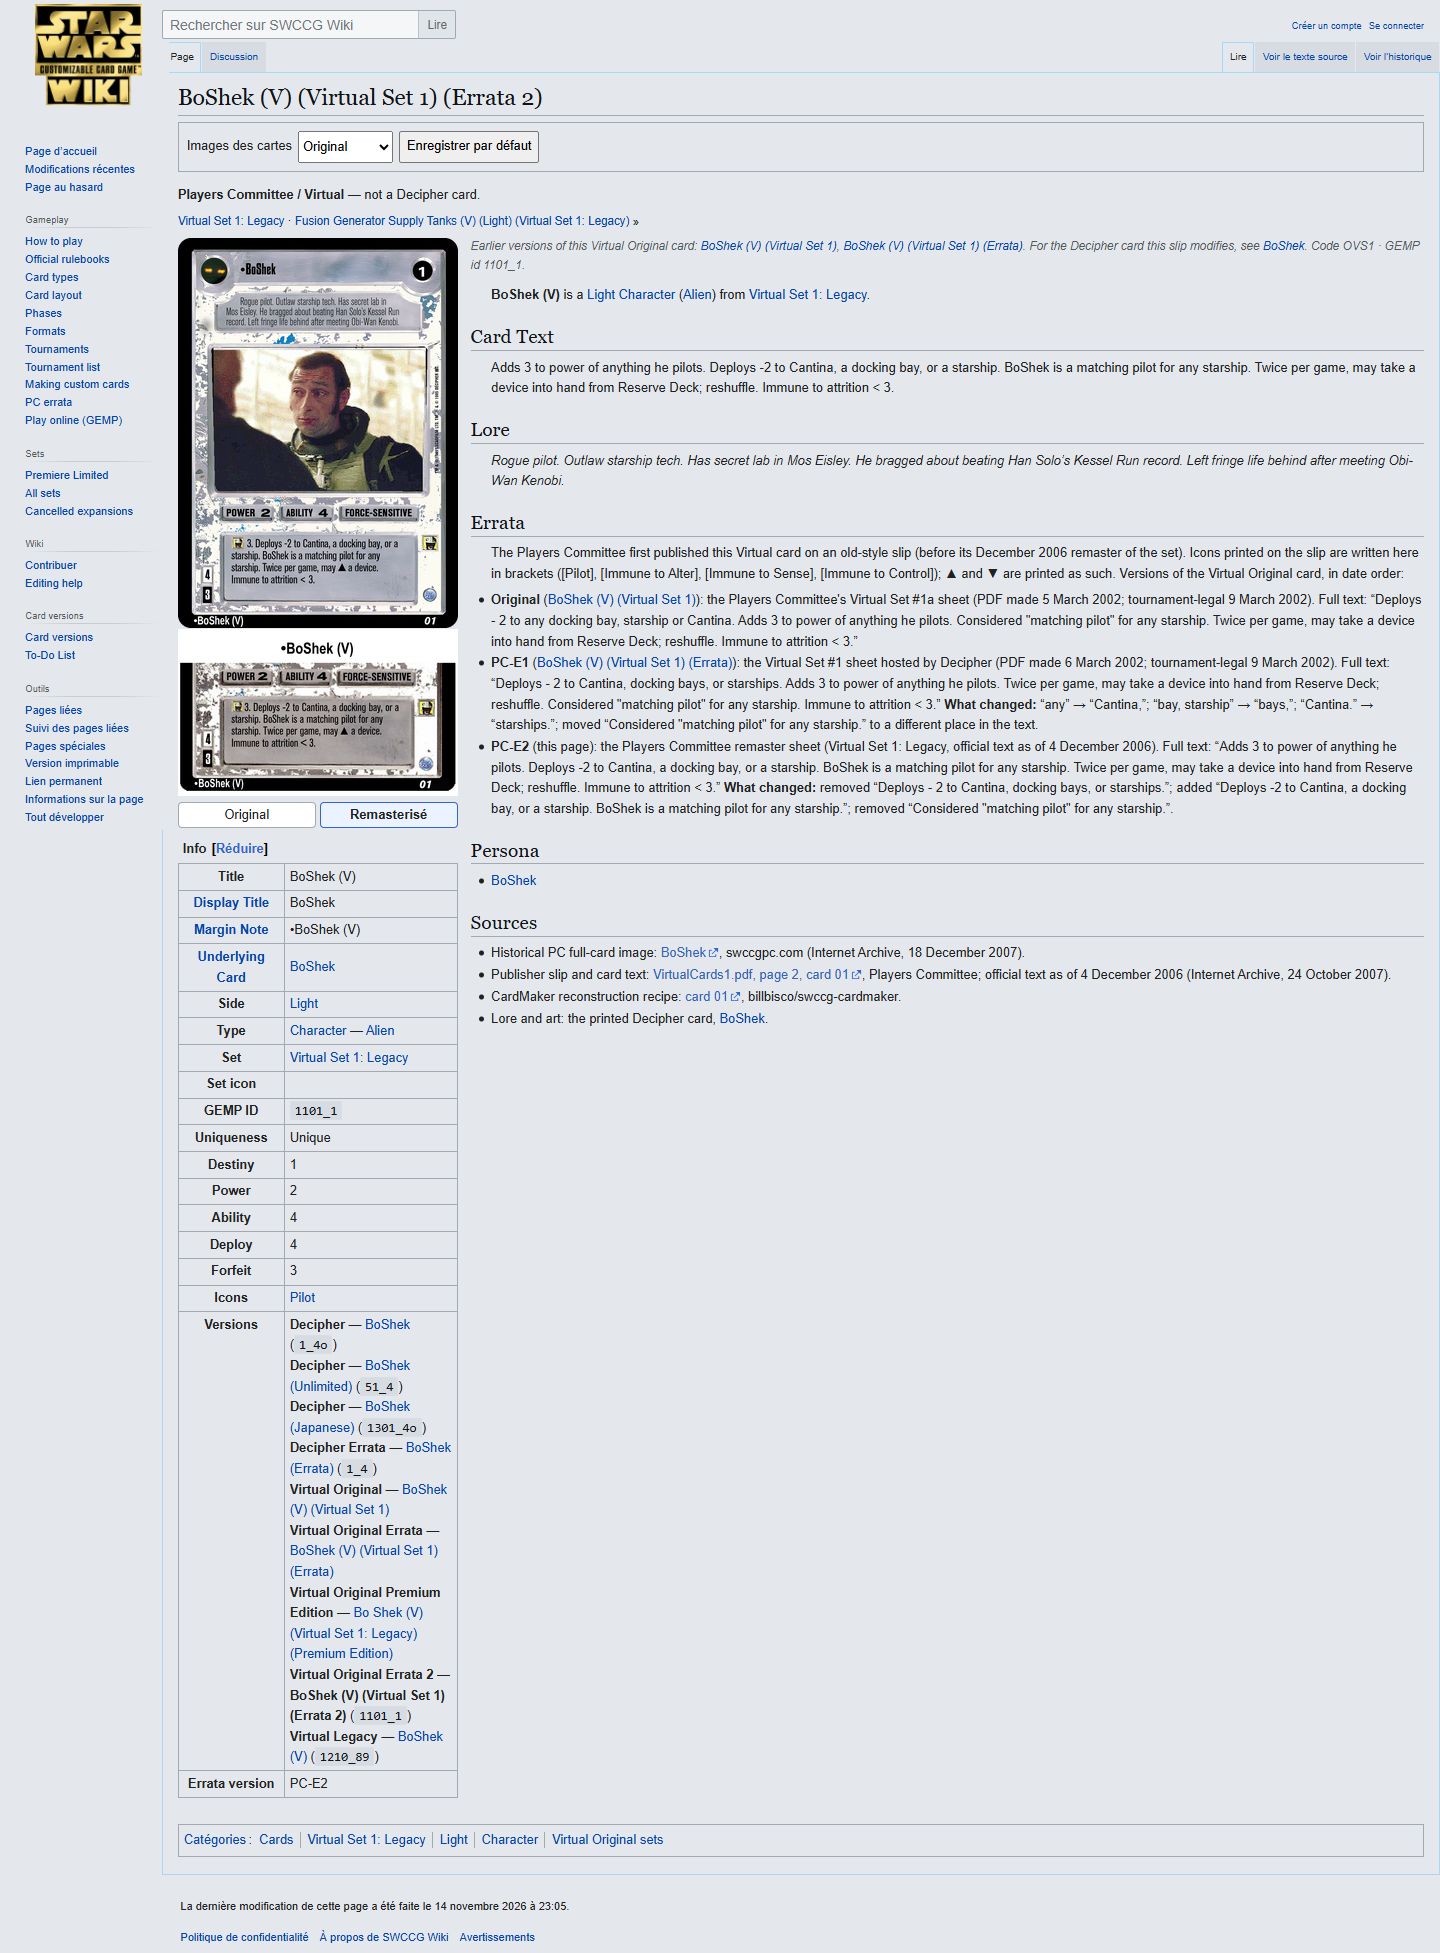 STAR
WARS
CUSTOMIZABLE CARD GAME
WIKI
Rechercher sur SWCCG Wiki
Lire
Créer un compte Se connecter
Page Discussion
Lire Voir le texte source Voir l'historique
Page d'accueil
Modifications récentes
Page au hasard
Gameplay
How to play
Official rulebooks
Card types
Card layout
Phases
Formats
Tournaments
Tournament list
Making custom cards
PC errata
Play online (GEMP)
Sets
Premiere Limited
All sets
Cancelled expansions
Wiki
Contribuer
Editing help
Card versions
Card versions
To-Do List
Outils
Pages liées
Suivi des pages liées
Pages spéciales
Version imprimable
Lien permanent
Informations sur la page
Tout développer
BoShek (V) (Virtual Set 1) (Errata 2)
Images des cartes Original Enregistrer par défaut
Players Committee / Virtual — not a Decipher card.
Virtual Set 1: Legacy · Fusion Generator Supply Tanks (V) (Light) (Virtual Set 1: Legacy) »
•BoShek 1
Rogue pilot. Outlaw starship tech. Has secret lab in
Mos Eisley. He bragged about beating Han Solo's Kessel Run
record. Left fringe life behind after meeting Obi-Wan Kenobi.
POWER 2 ABILITY 4 FORCE-SENSITIVE
3. Deploys -2 to Cantina, a docking bay, or a
starship. BoShek is a matching pilot for any
starship. Twice per game, may ▲ a device.
Immune to attrition < 3.
4
3
•BoShek (V) 01
•BoShek (V)
POWER 2 ABILITY 4 FORCE-SENSITIVE
3. Deploys -2 to Cantina, a docking bay, or a
starship. BoShek is a matching pilot for any
starship. Twice per game, may ▲ a device.
Immune to attrition < 3.
4
3
•BoShek (V) 01
Original Remasterisé
Info [Réduire]
Title BoShek (V)
Display Title BoShek
Margin Note •BoShek (V)
Underlying
Card BoShek
Side Light
Type Character — Alien
Set Virtual Set 1: Legacy
Set icon
GEMP ID 1101_1
Uniqueness Unique
Destiny 1
Power 2
Ability 4
Deploy 4
Forfeit 3
Icons Pilot
Versions Decipher — BoShek
( 1_4o )
Decipher — BoShek
(Unlimited) ( 51_4 )
Decipher — BoShek
(Japanese) ( 1301_4o )
Decipher Errata — BoShek
(Errata) ( 1_4 )
Virtual Original — BoShek
(V) (Virtual Set 1)
Virtual Original Errata —
BoShek (V) (Virtual Set 1)
(Errata)
Virtual Original Premium
Edition — Bo Shek (V)
(Virtual Set 1: Legacy)
(Premium Edition)
Virtual Original Errata 2 —
BoShek (V) (Virtual Set 1)
(Errata 2) ( 1101_1 )
Virtual Legacy — BoShek
(V) ( 1210_89 )
Errata version PC-E2
Earlier versions of this Virtual Original card: BoShek (V) (Virtual Set 1), BoShek (V) (Virtual Set 1) (Errata). For the Decipher card this slip modifies, see BoShek. Code OVS1 · GEMP
id 1101_1.
BoShek (V) is a Light Character (Alien) from Virtual Set 1: Legacy.
Card Text
Adds 3 to power of anything he pilots. Deploys -2 to Cantina, a docking bay, or a starship. BoShek is a matching pilot for any starship. Twice per game, may take a
device into hand from Reserve Deck; reshuffle. Immune to attrition < 3.
Lore
Rogue pilot. Outlaw starship tech. Has secret lab in Mos Eisley. He bragged about beating Han Solo's Kessel Run record. Left fringe life behind after meeting Obi-
Wan Kenobi.
Errata
The Players Committee first published this Virtual card on an old-style slip (before its December 2006 remaster of the set). Icons printed on the slip are written here
in brackets ([Pilot], [Immune to Alter], [Immune to Sense], [Immune to Control]); ▲ and ▼ are printed as such. Versions of the Virtual Original card, in date order:
• Original (BoShek (V) (Virtual Set 1)): the Players Committee's Virtual Set #1a sheet (PDF made 5 March 2002; tournament-legal 9 March 2002). Full text: “Deploys
- 2 to any docking bay, starship or Cantina. Adds 3 to power of anything he pilots. Considered "matching pilot" for any starship. Twice per game, may take a device
into hand from Reserve Deck; reshuffle. Immune to attrition < 3.”
• PC-E1 (BoShek (V) (Virtual Set 1) (Errata)): the Virtual Set #1 sheet hosted by Decipher (PDF made 6 March 2002; tournament-legal 9 March 2002). Full text:
“Deploys - 2 to Cantina, docking bays, or starships. Adds 3 to power of anything he pilots. Twice per game, may take a device into hand from Reserve Deck;
reshuffle. Considered "matching pilot" for any starship. Immune to attrition < 3.” What changed: “any” → “Cantina,”; “bay, starship” → “bays,”; “Cantina.” →
“starships.”; moved “Considered "matching pilot" for any starship.” to a different place in the text.
• PC-E2 (this page): the Players Committee remaster sheet (Virtual Set 1: Legacy, official text as of 4 December 2006). Full text: “Adds 3 to power of anything he
pilots. Deploys -2 to Cantina, a docking bay, or a starship. BoShek is a matching pilot for any starship. Twice per game, may take a device into hand from Reserve
Deck; reshuffle. Immune to attrition < 3.” What changed: removed “Deploys - 2 to Cantina, docking bays, or starships.”; added “Deploys -2 to Cantina, a docking
bay, or a starship. BoShek is a matching pilot for any starship.”; removed “Considered "matching pilot" for any starship.”.
Persona
• BoShek
Sources
• Historical PC full-card image: BoShek, swccgpc.com (Internet Archive, 18 December 2007).
• Publisher slip and card text: VirtualCards1.pdf, page 2, card 01, Players Committee; official text as of 4 December 2006 (Internet Archive, 24 October 2007).
• CardMaker reconstruction recipe: card 01, billbisco/swccg-cardmaker.
• Lore and art: the printed Decipher card, BoShek.
Catégories : Cards Virtual Set 1: Legacy Light Character Virtual Original sets
La dernière modification de cette page a été faite le 14 novembre 2026 à 23:05.
Politique de confidentialité À propos de SWCCG Wiki Avertissements